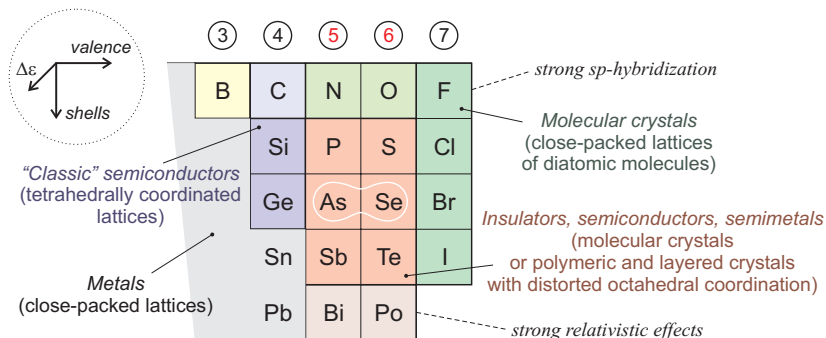 3 4 5 6 7
valence
Δε
shells
B C N O F
strong sp-hybridization
Molecular crystals
(close-packed lattices
of diatomic molecules)
Si P S Cl
"Classic" semiconductors
(tetrahedrally coordinated
lattices)
Ge As Se Br
Insulators, semiconductors, semimetals
(molecular crystals
or polymeric and layered crystals
with distorted octahedral coordination)
Sn Sb Te I
Metals
(close-packed lattices)
Pb Bi Po
strong relativistic effects